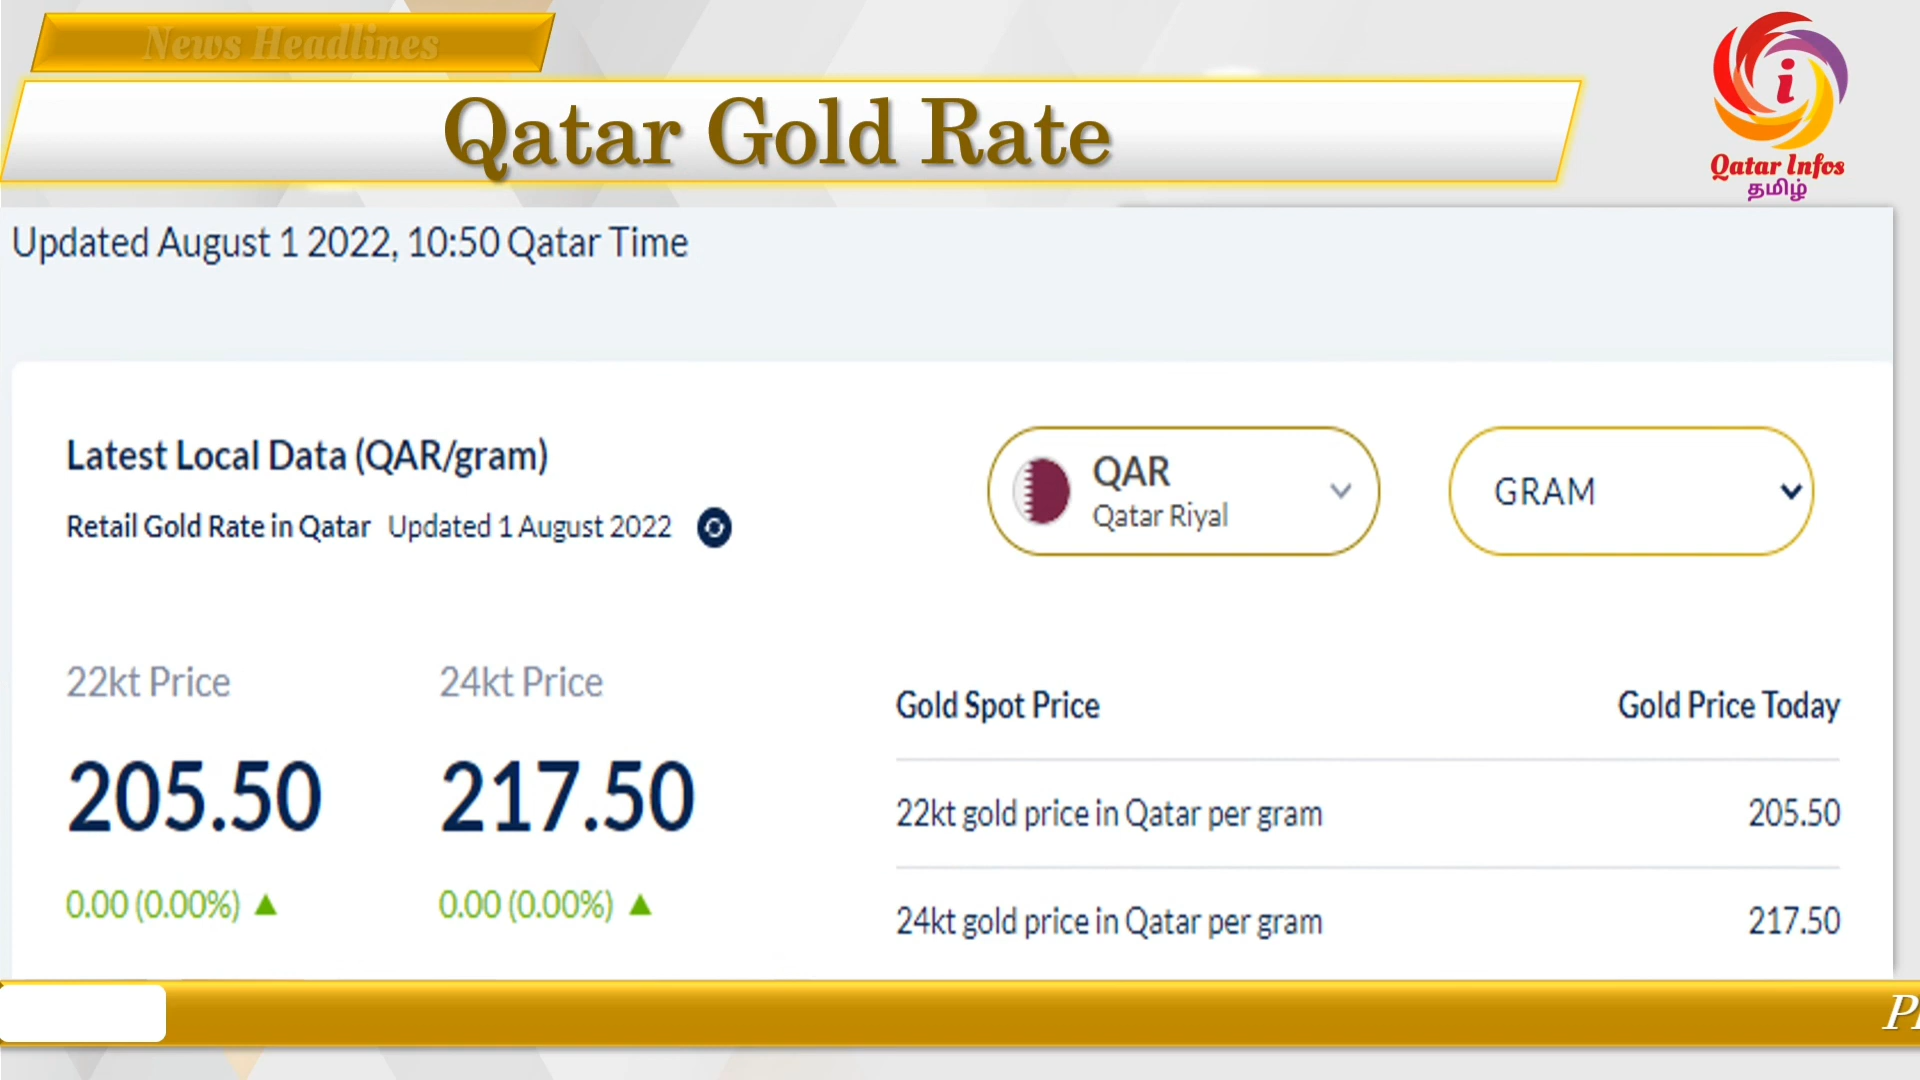 News Headlines
Qatar Gold Rate
i
Qatar Infos
தமிழ்
Updated August 1 2022, 10:50 Qatar Time
Latest Local Data (QAR/gram)
Retail Gold Rate in Qatar Updated 1 August 2022
QAR
Qatar Riyal
GRAM
22kt Price
24kt Price
205.50
217.50
0.00 (0.00%) ▲
0.00 (0.00%) ▲
Gold Spot Price
Gold Price Today
22kt gold price in Qatar per gram
205.50
24kt gold price in Qatar per gram
217.50